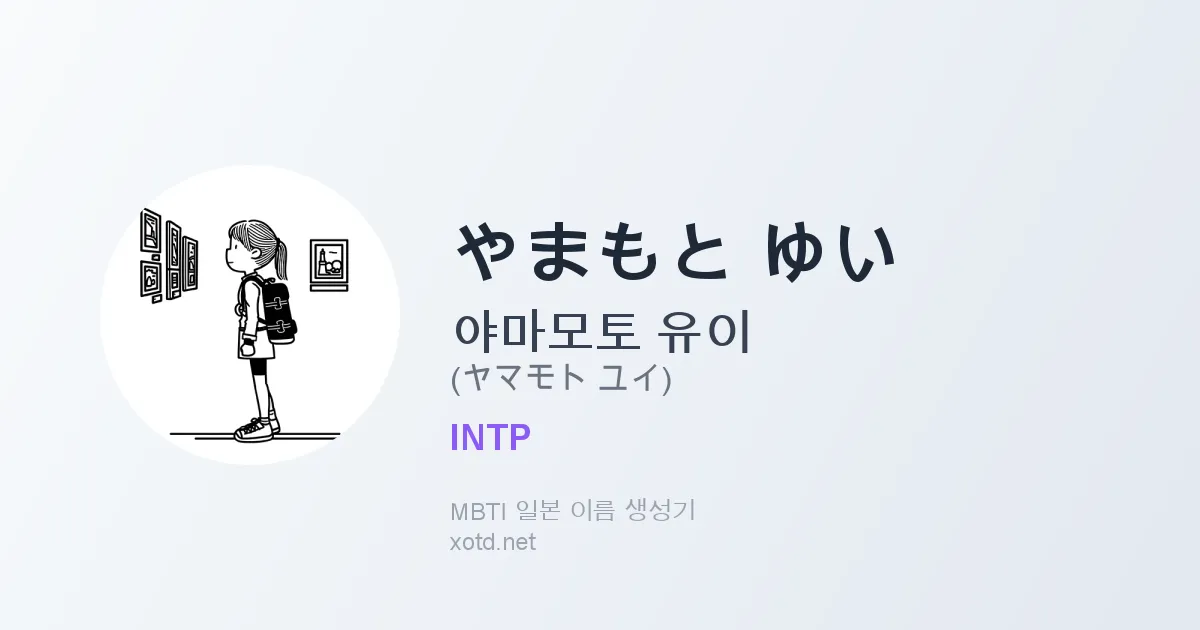 やまもと ゆい
야마모토 유이
(ヤマモト ユイ)
INTP
MBTI 일본 이름 생성기
xotd.net